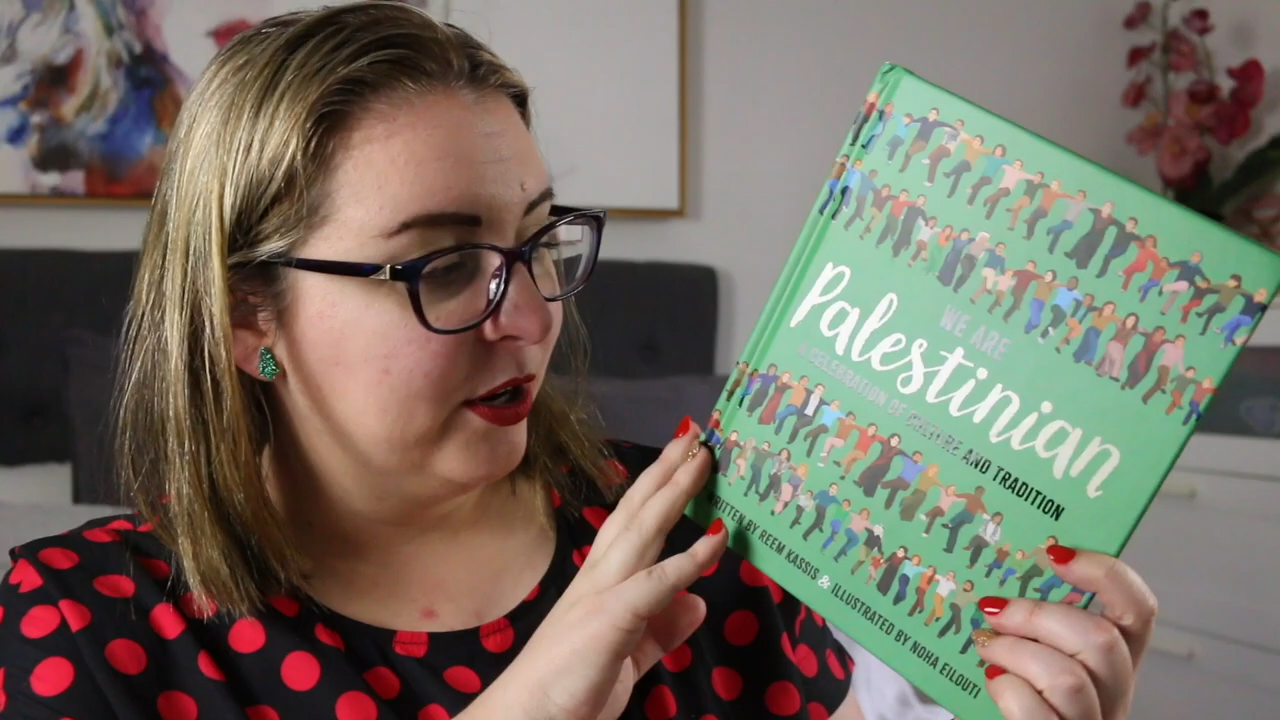 WE ARE
Palestinian
A CELEBRATION OF CULTURE AND TRADITION
WRITTEN BY REEM KASSIS & ILLUSTRATED BY NOHA EILOUTI